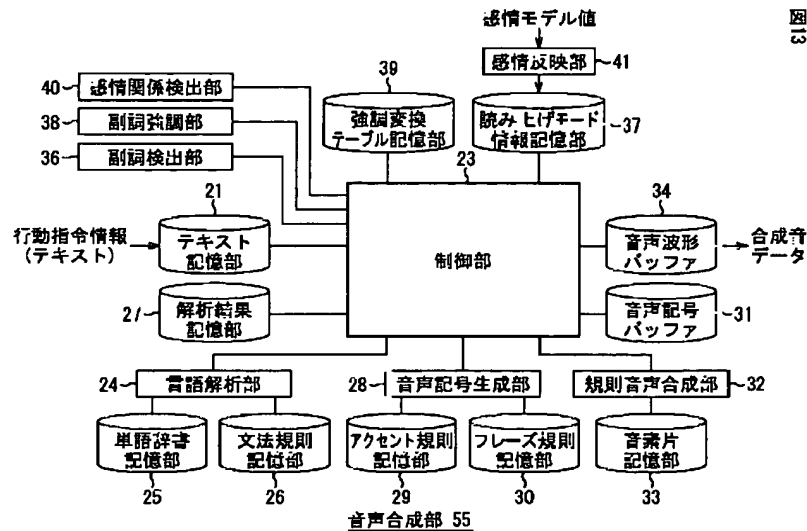 図13
感情モデル値
感情反映部
41
39
40
感情関係検出部
38
副詞強調部
36
副詞検出部
強調変換
テーブル記憶部
読み上げモード
情報記憶部
37
23
制御部
21
行動指令情報
(テキスト)
テキスト
記憶部
34
音声波形
バッファ
合成音
データ
27
解析結果
記憶部
音声記号
バッファ
31
24
言語解析部
28
音声記号生成部
規則音声合成部
32
単語辞書
記憶部
文法規則
記憶部
アクセント規則
記憶部
フレーズ規則
記憶部
音素片
記憶部
25
26
29
30
33
音声合成部 55